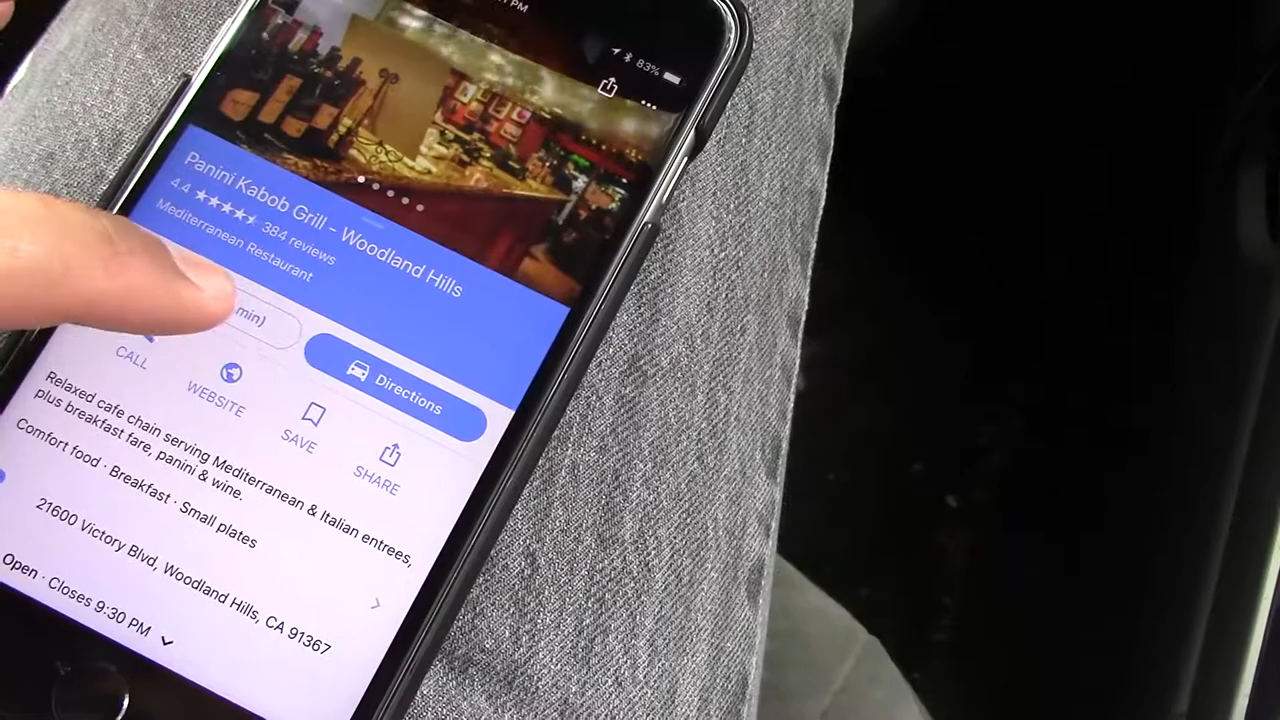 PM
83%
Panini Kabob Grill - Woodland Hills
4.4 384 reviews
Mediterranean Restaurant
min)
Directions
CALL
WEBSITE
SAVE
SHARE
Relaxed cafe chain serving Mediterranean & Italian entrees,
plus breakfast fare, panini & wine.
Comfort food · Breakfast · Small plates
21600 Victory Blvd, Woodland Hills, CA 91367
Open · Closes 9:30 PM